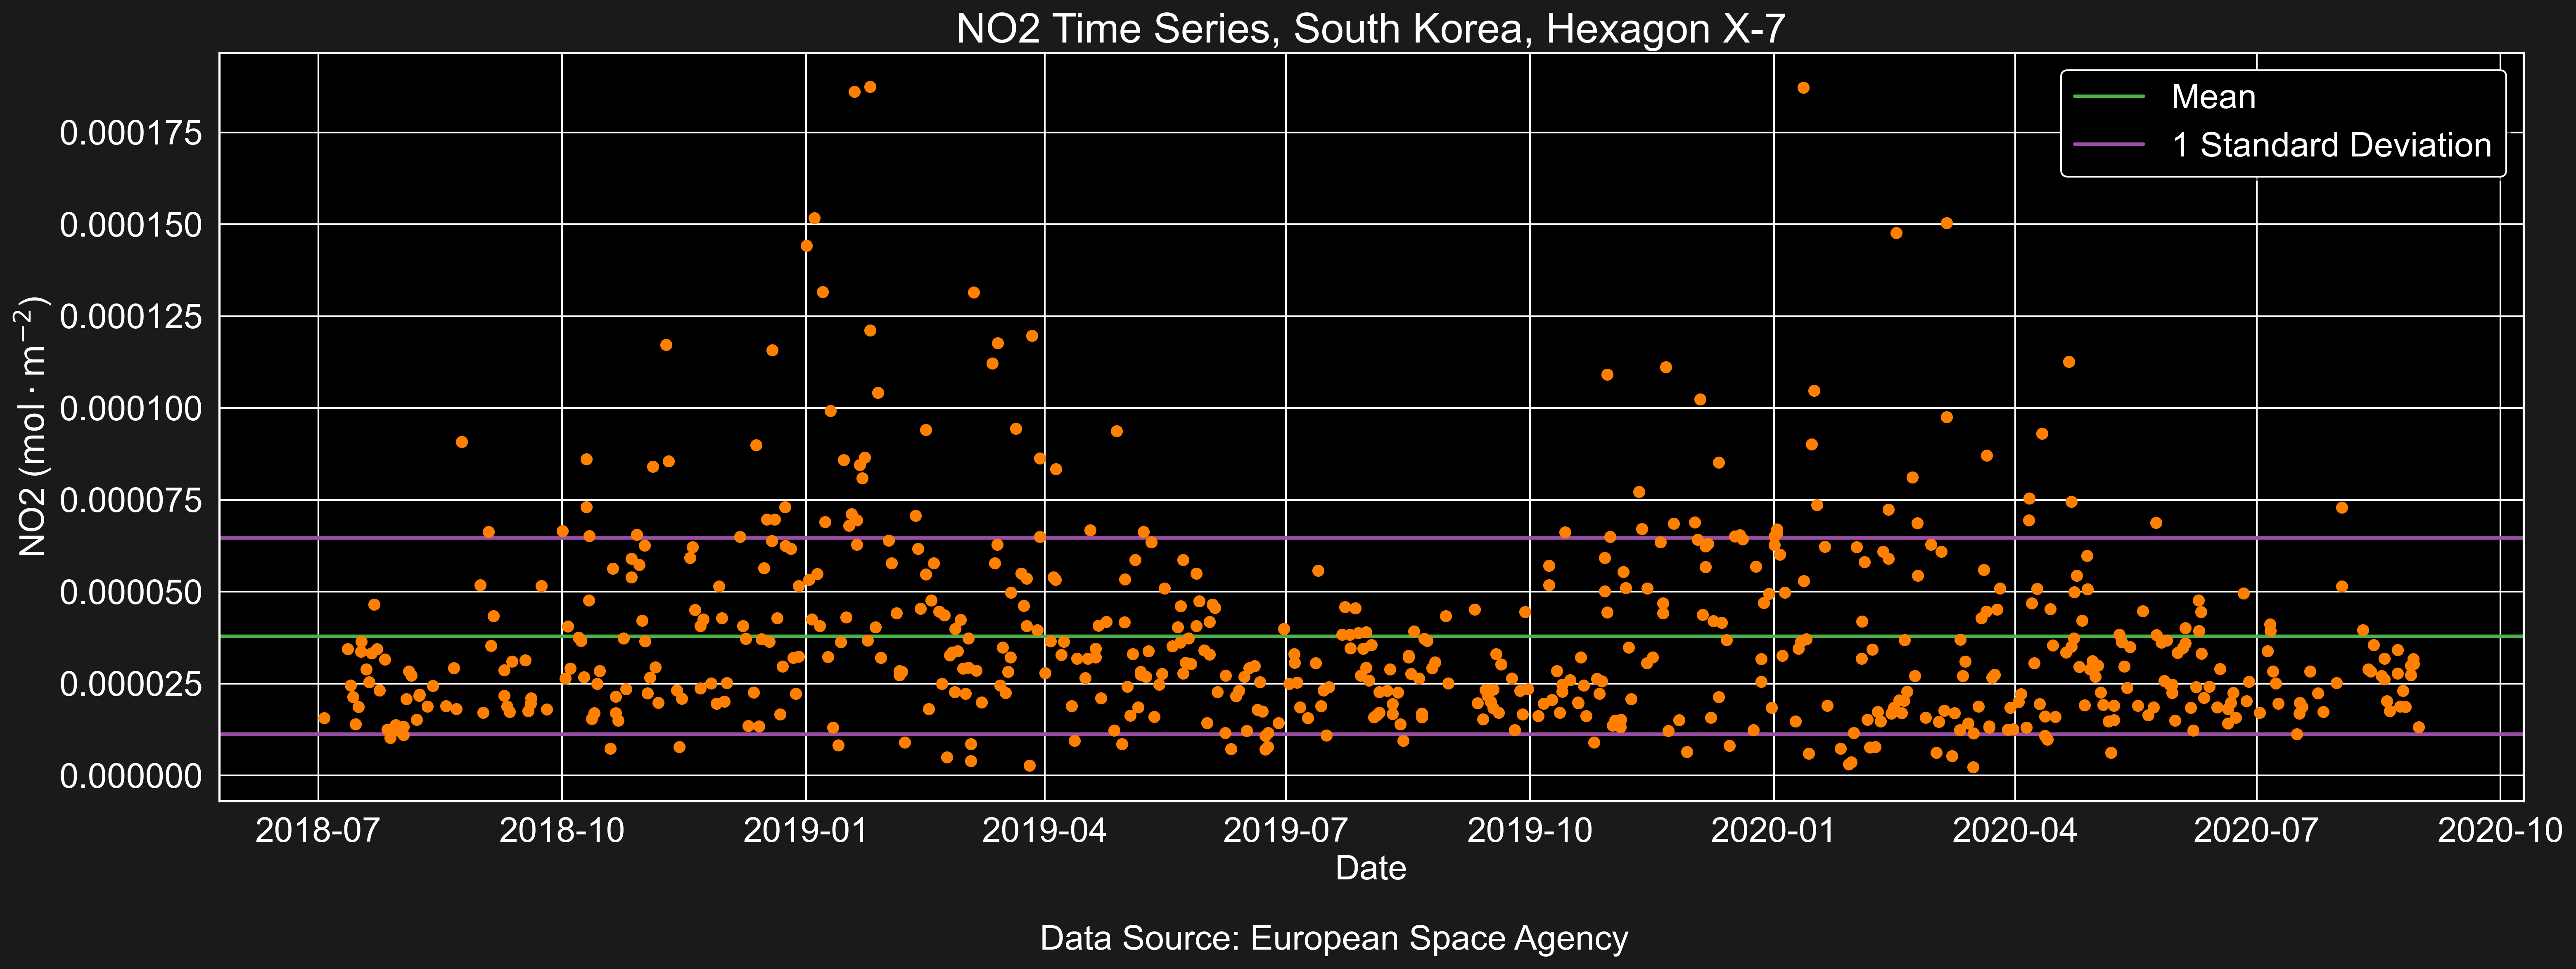 NO2 Time Series, South Korea, Hexagon X-7
Mean
1 Standard Deviation
NO2 (mol · m⁻²)
0.000175
0.000150
0.000125
0.000100
0.000075
0.000050
0.000025
0.000000
2018-07 2018-10 2019-01 2019-04 2019-07 2019-10 2020-01 2020-04 2020-07 2020-10
Date
Data Source: European Space Agency